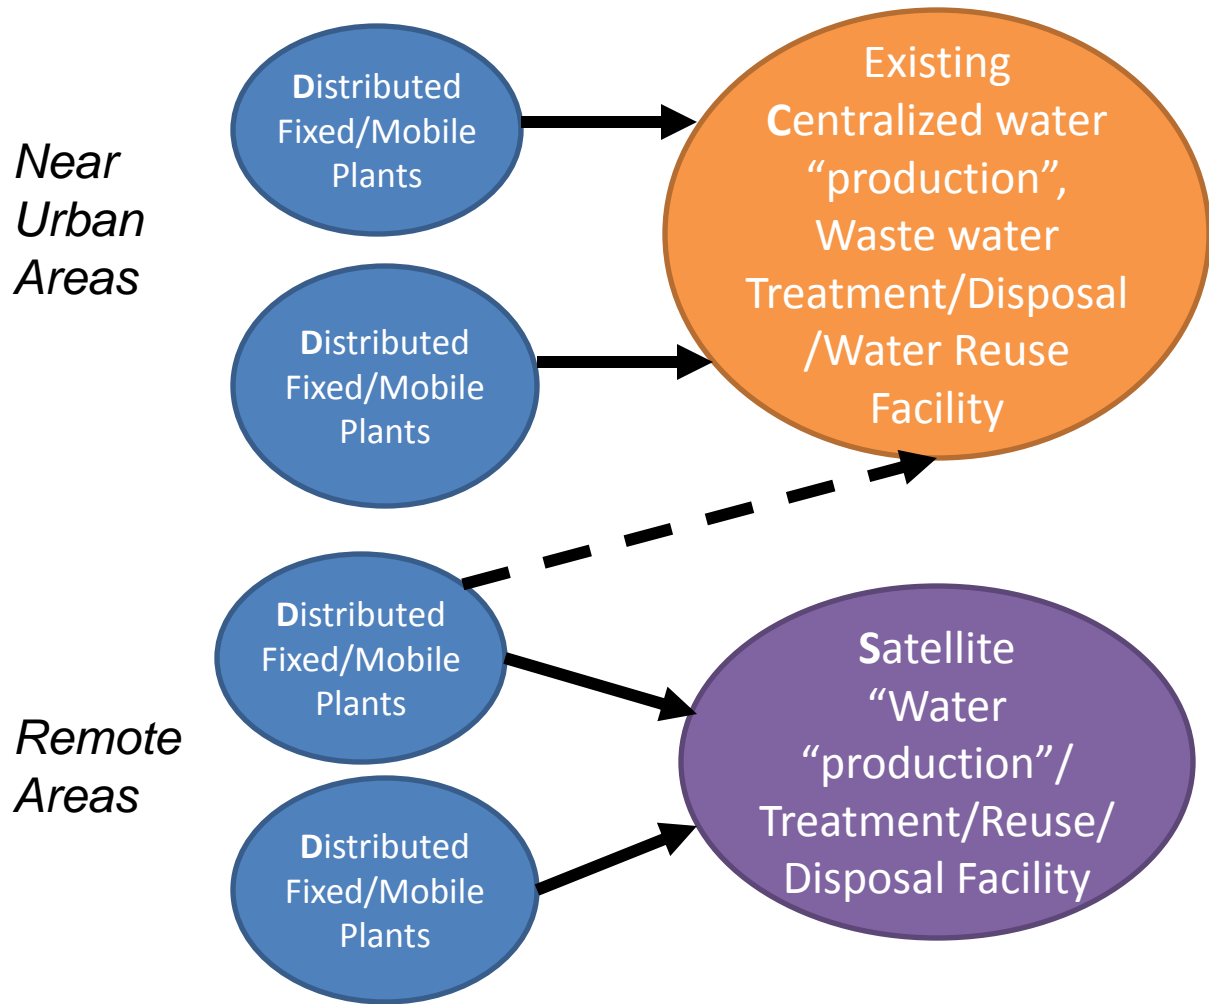 Near
Urban
Areas
Distributed
Fixed/Mobile
Plants
Existing
Centralized water
“production”,
Waste water
Treatment/Disposal
/Water Reuse
Facility
Distributed
Fixed/Mobile
Plants
Remote
Areas
Distributed
Fixed/Mobile
Plants
Satellite
“Water
“production”/
Treatment/Reuse/
Disposal Facility
Distributed
Fixed/Mobile
Plants